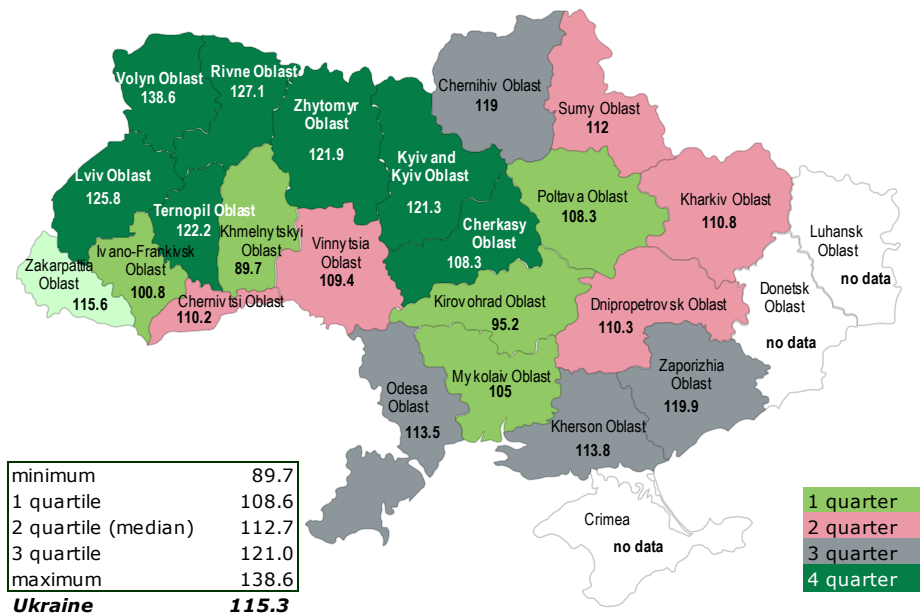 Volyn Oblast
138.6
Rivne Oblast
127.1
Zhytomyr
Oblast
121.9
Kyiv and
Kyiv Oblast
121.3
Chernihiv Oblast
119
Sumy Oblast
112
Lviv Oblast
125.8
Ternopil Oblast
122.2
Khmelnytskyi
Oblast
89.7
Vinnytsia
Oblast
109.4
Cherkasy
Oblast
108.3
Poltava Oblast
108.3
Kharkiv Oblast
110.8
Luhansk
Oblast
no data
Zakarpattia
Oblast
115.6
Ivano-Frankivsk
Oblast
100.8
Chernivtsi Oblast
110.2
Kirovohrad Oblast
95.2
Dnipropetrovsk Oblast
110.3
Donetsk
Oblast
no data
Odesa
Oblast
113.5
Mykolaiv Oblast
105
Kherson Oblast
113.8
Zaporizhia
Oblast
119.9
Crimea
no data
minimum 89.7
1 quartile 108.6
2 quartile (median) 112.7
3 quartile 121.0
maximum 138.6
Ukraine 115.3
1 quarter
2 quarter
3 quarter
4 quarter